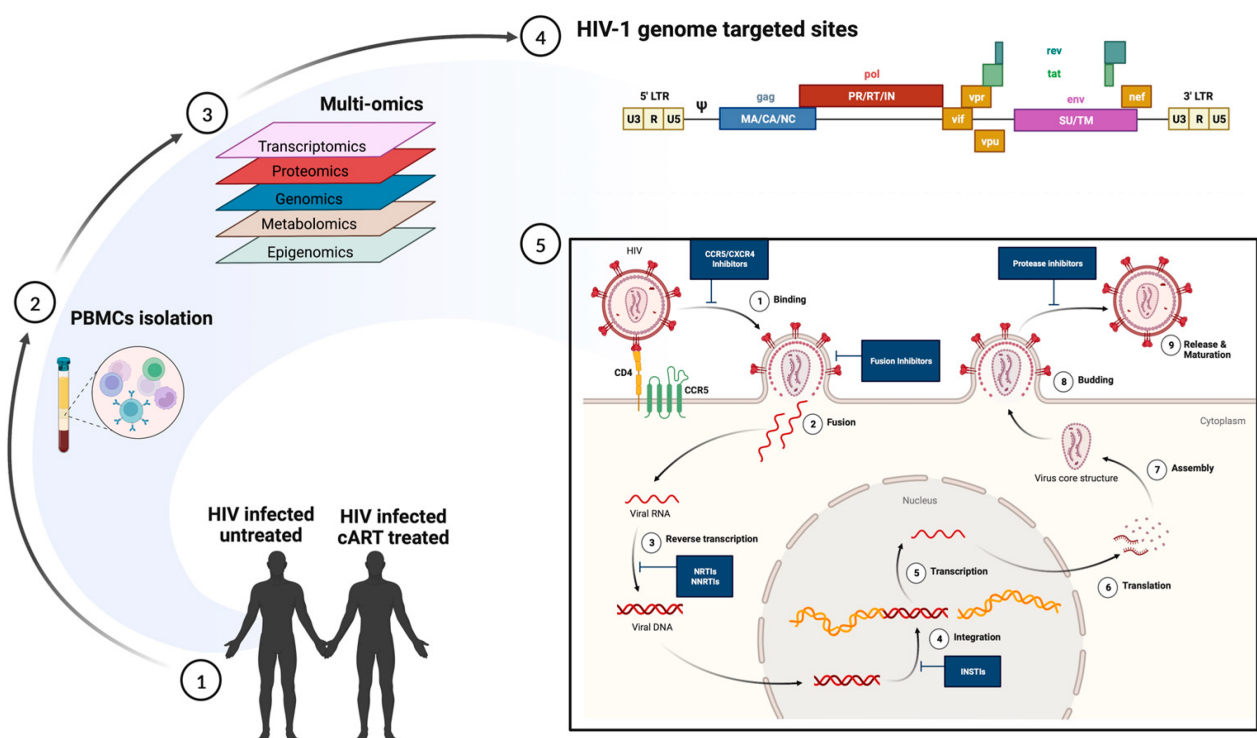 4
HIV-1 genome targeted sites
rev
tat
pol
5' LTR
Ψ
gag
PR/RT/IN
vpr
env
nef
3' LTR
U3 R U5
MA/CA/NC
vif
SU/TM
U3 R U5
vpu
3
Multi-omics
Transcriptomics
Proteomics
Genomics
Metabolomics
Epigenomics
2
PBMCs isolation
HIV infected
untreated
HIV infected
cART treated
1
5
HIV
CCR5/CXCR4
Inhibitors
1 Binding
CD4
CCR5
Fusion Inhibitors
2 Fusion
Viral RNA
3 Reverse transcription
NRTIs
NNRTIs
Viral DNA
Nucleus
4 Integration
INSTIs
5 Transcription
6 Translation
7 Assembly
Virus core structure
Cytoplasm
8 Budding
Protease inhibitors
9 Release &
Maturation